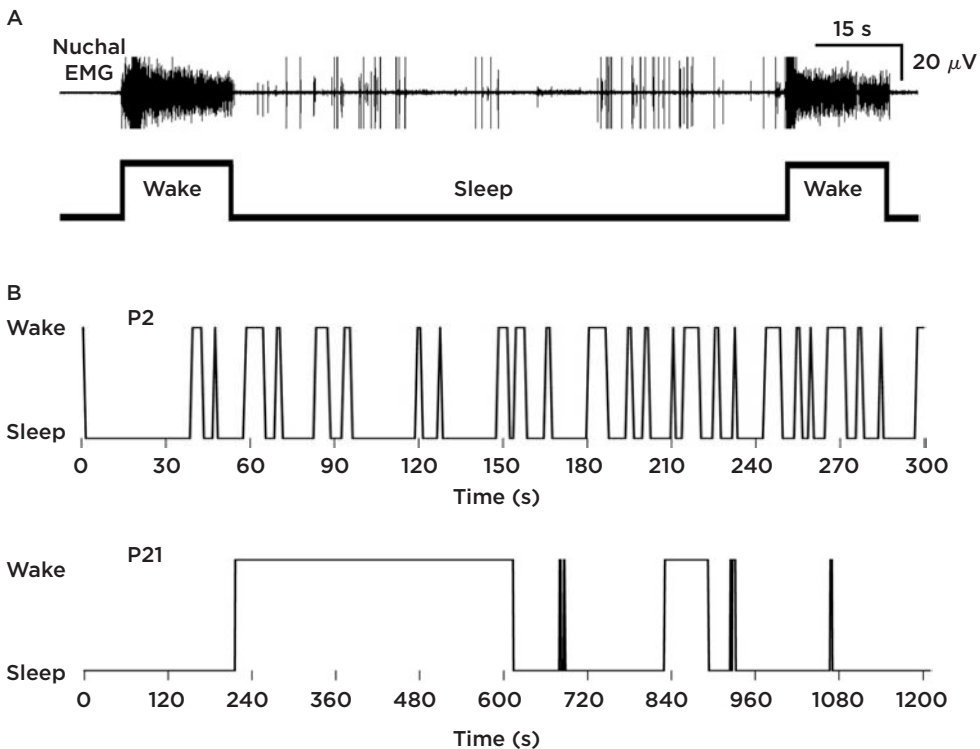 A
Nuchal
EMG
15 s
20 μV
Wake
Sleep
Wake
B
P2
Wake
Sleep
0 30 60 90 120 150 180 210 240 270 300
Time (s)
P21
Wake
Sleep
0 120 240 360 480 600 720 840 960 1080 1200
Time (s)